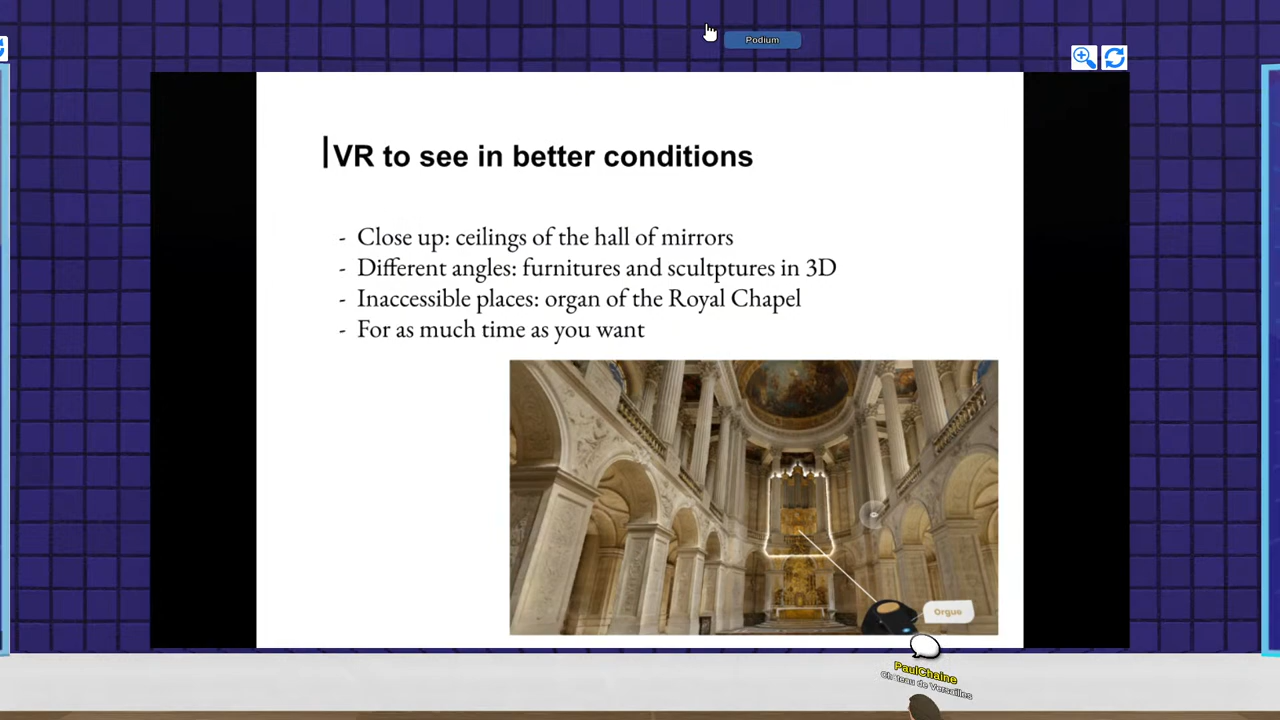 Podium
VR to see in better conditions
- Close up: ceilings of the hall of mirrors
- Different angles: furnitures and scultptures in 3D
- Inaccessible places: organ of the Royal Chapel
- For as much time as you want
Orgue
PaulChaine
Chateau de Versailles